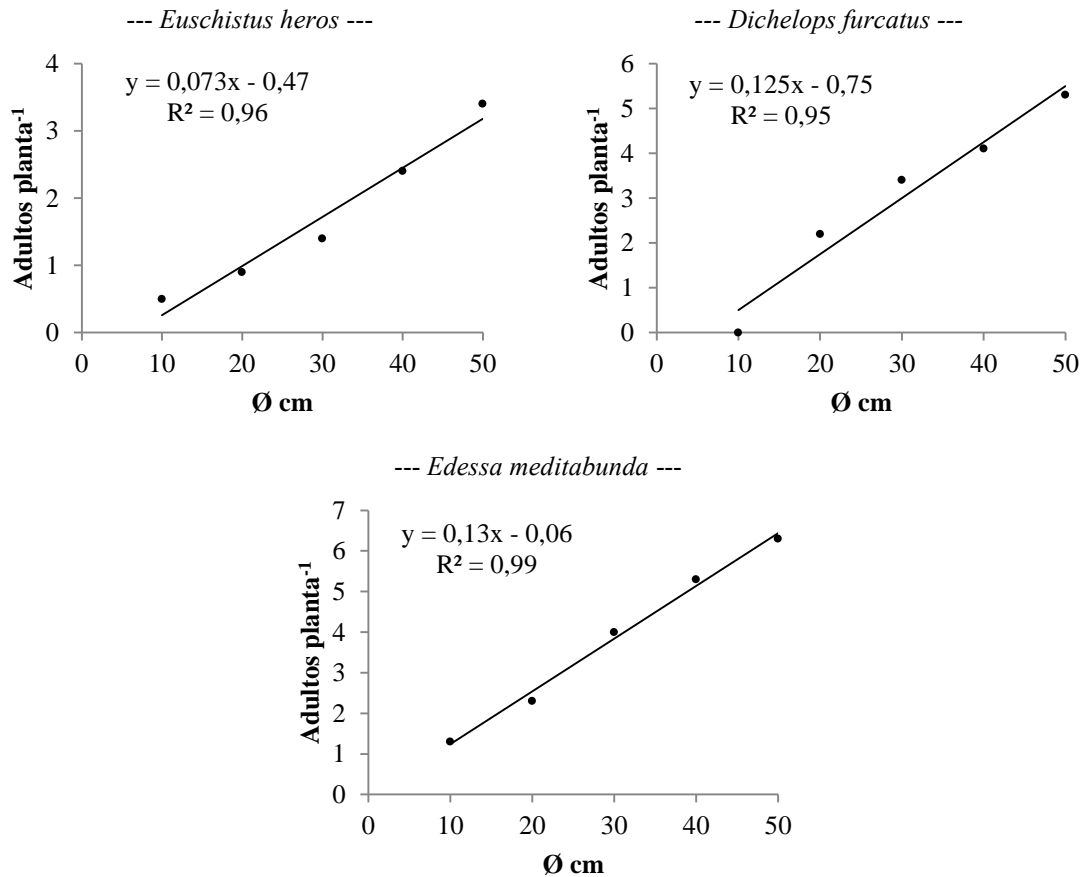 --- Euschistus heros ---
y = 0,073x - 0,47
R² = 0,96
Adultos planta⁻¹
4
3
2
1
0
0 10 20 30 40 50
Ø cm
--- Dichelops furcatus ---
y = 0,125x - 0,75
R² = 0,95
Adultos planta⁻¹
6
5
4
3
2
1
0
0 10 20 30 40 50
Ø cm
--- Edessa meditabunda ---
y = 0,13x - 0,06
R² = 0,99
Adultos planta⁻¹
7
6
5
4
3
2
1
0
0 10 20 30 40 50
Ø cm